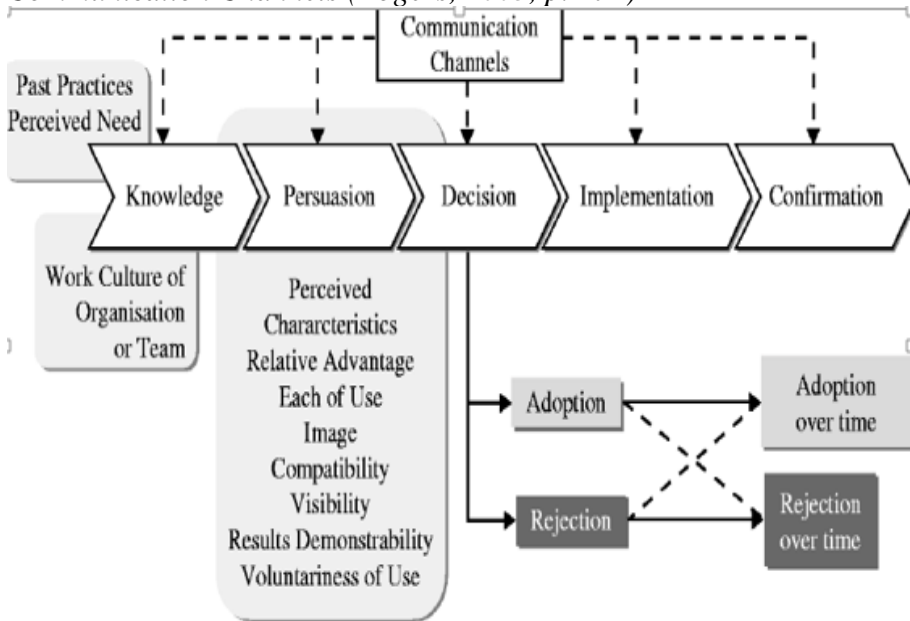 Communication
Channels
Past Practices
Perceived Need
Knowledge
Persuasion
Decision
Implementation
Confirmation
Work Culture of
Organisation
or Team
Perceived
Chararcteristics
Relative Advantage
Each of Use
Image
Compatibility
Visibility
Results Demonstrability
Voluntariness of Use
Adoption
Adoption
over time
Rejection
Rejection
over time